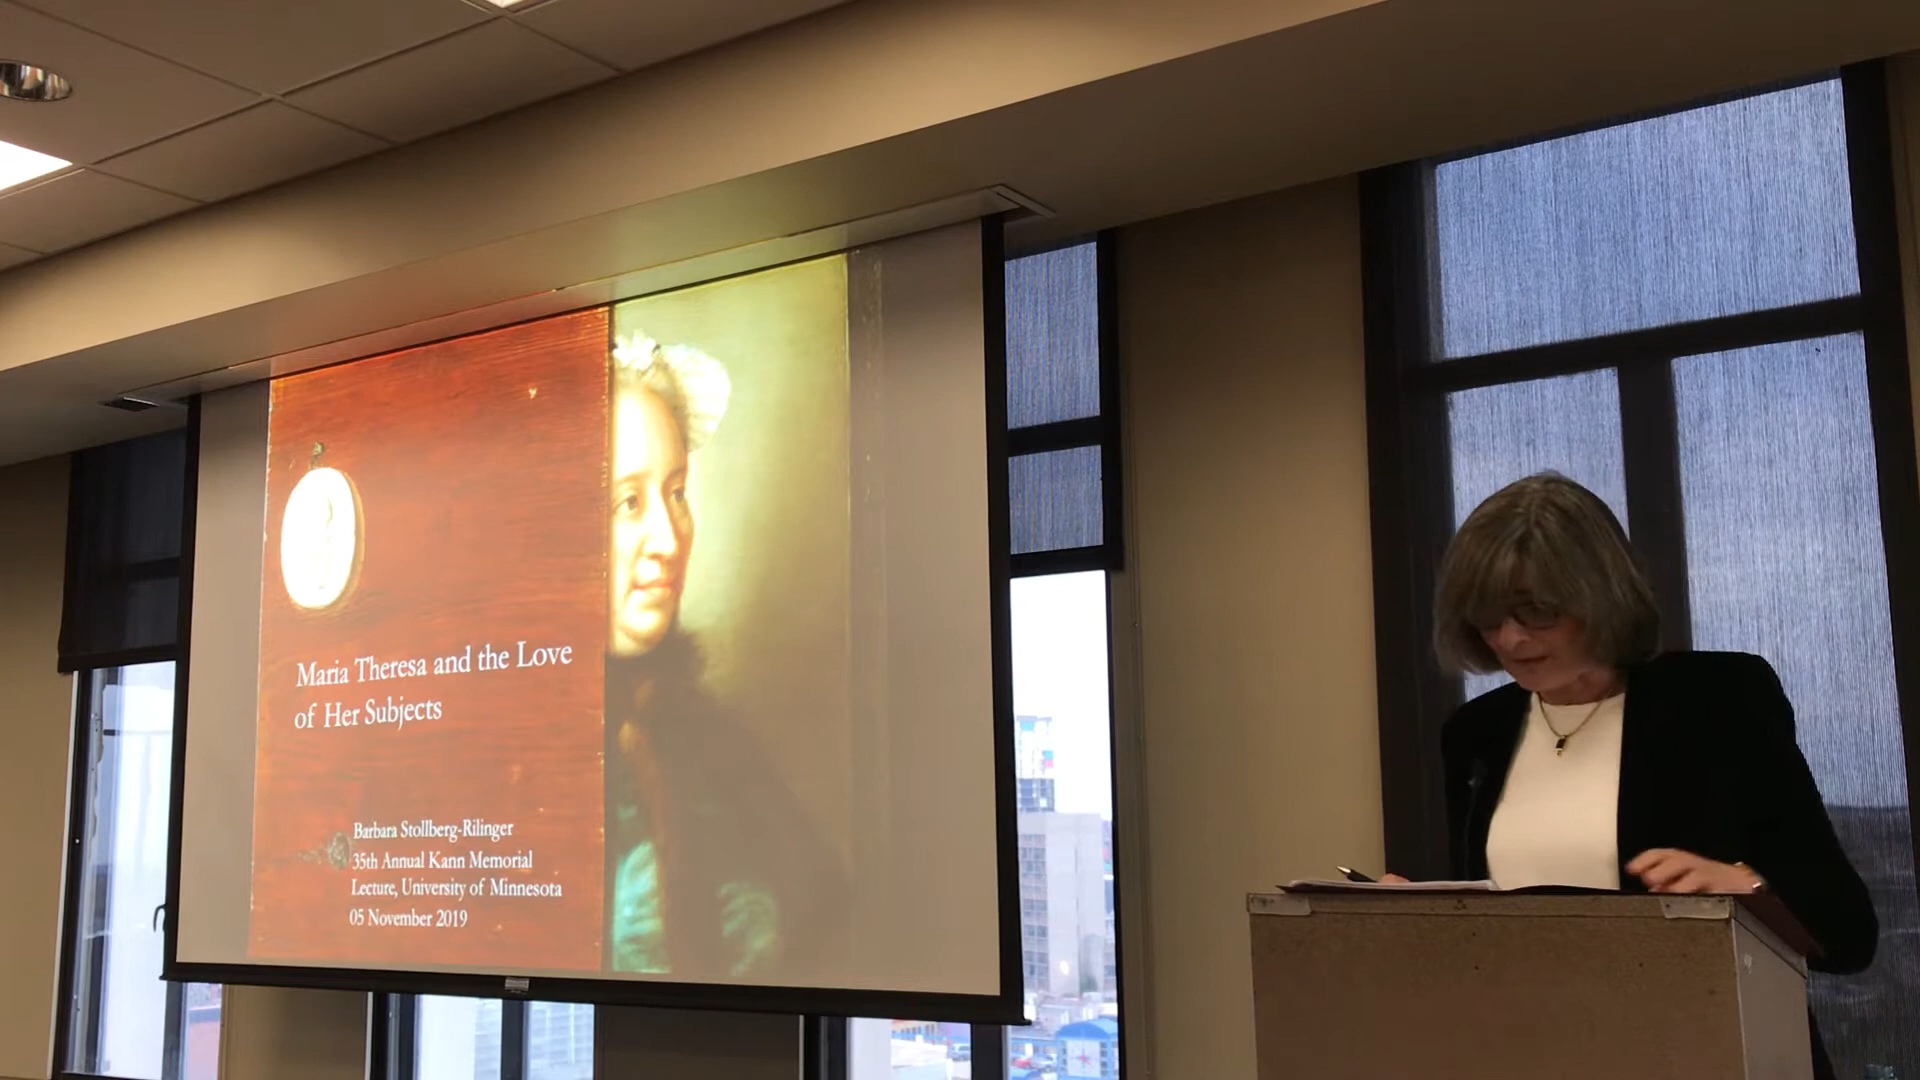 Maria Theresa and the Love
of Her Subjects
Barbara Stollberg-Rilinger
35th Annual Kann Memorial
Lecture, University of Minnesota
05 November 2019